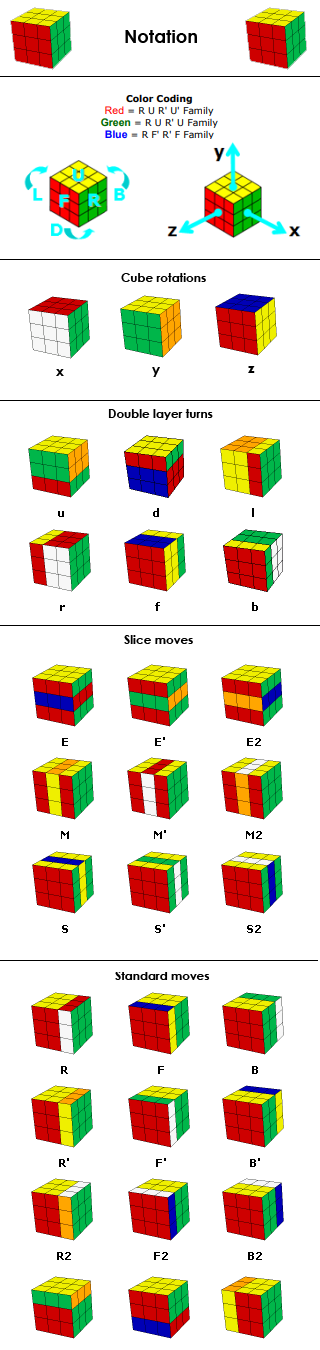 Notation
Color Coding
Red = R U R' U' Family
Green = R U R' U Family
Blue = R F' R' F Family
U
L F R B
D
y
z x
Cube rotations
x y z
Double layer turns
u d l
r f b
Slice moves
E E' E2
M M' M2
S S' S2
Standard moves
R F B
R' F' B'
R2 F2 B2